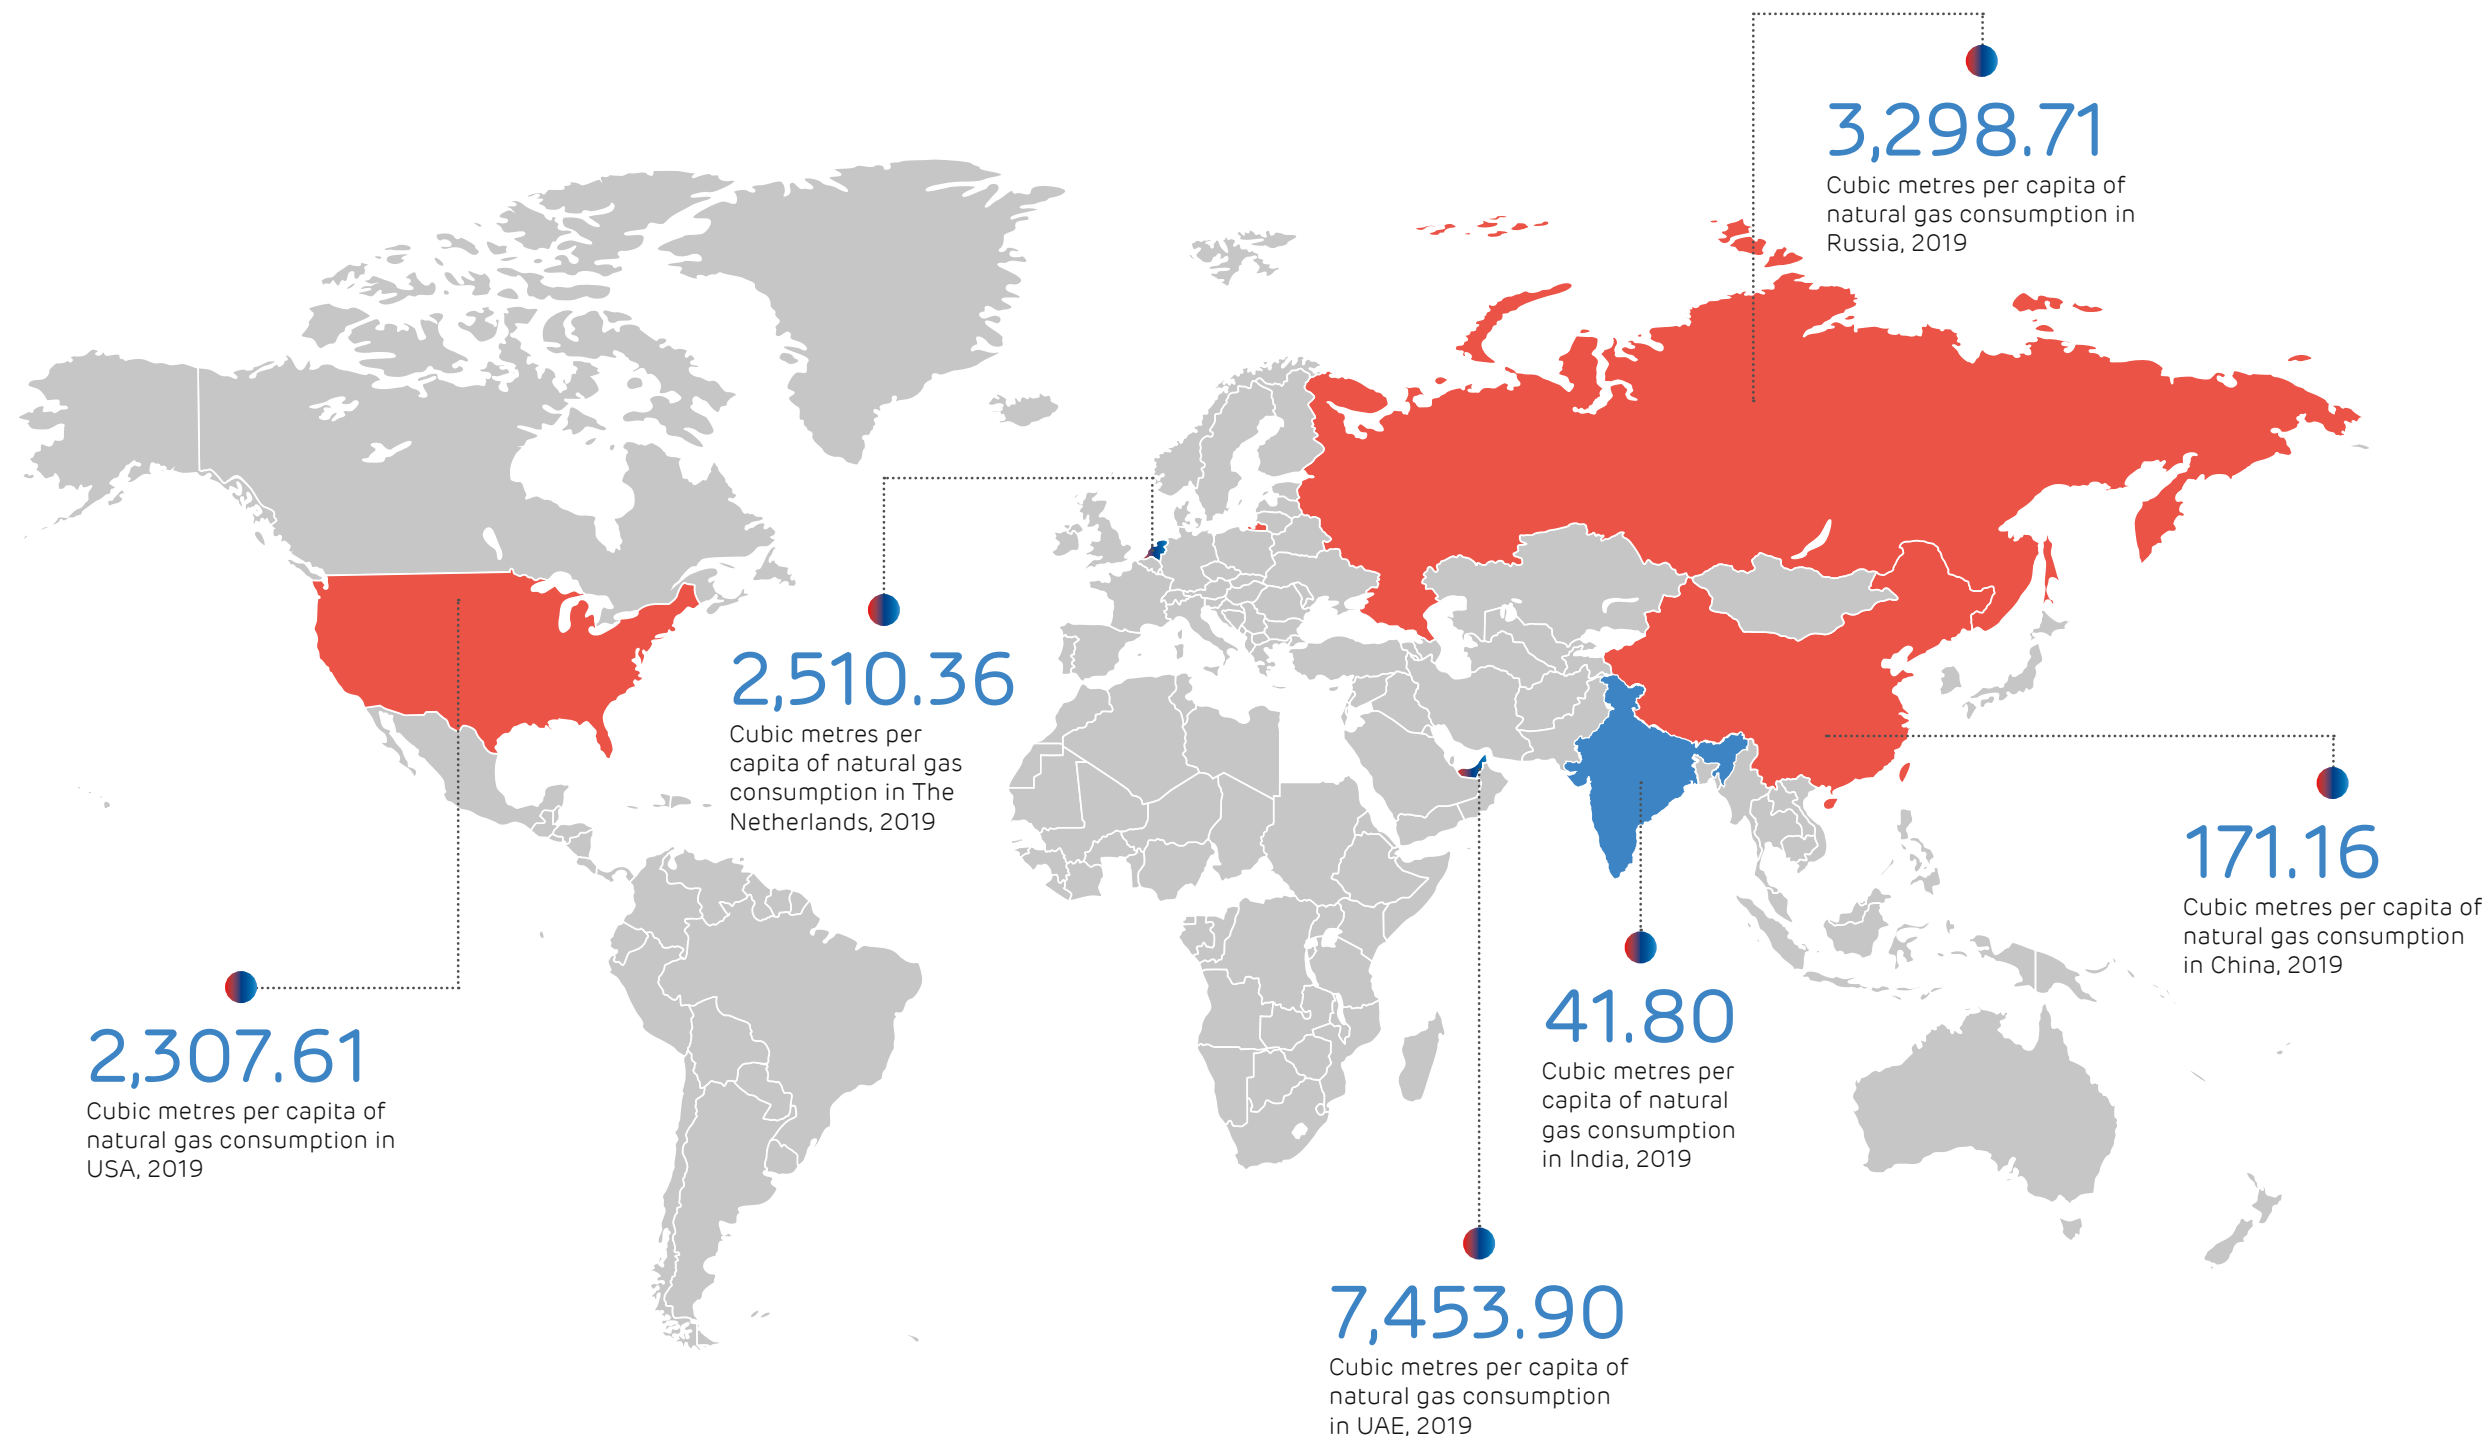 3,298.71
Cubic metres per capita of
natural gas consumption in
Russia, 2019
2,510.36
Cubic metres per
capita of natural gas
consumption in The
Netherlands, 2019
171.16
Cubic metres per capita of
natural gas consumption
in China, 2019
2,307.61
Cubic metres per capita of
natural gas consumption in
USA, 2019
41.80
Cubic metres per
capita of natural
gas consumption
in India, 2019
7,453.90
Cubic metres per capita of
natural gas consumption
in UAE, 2019